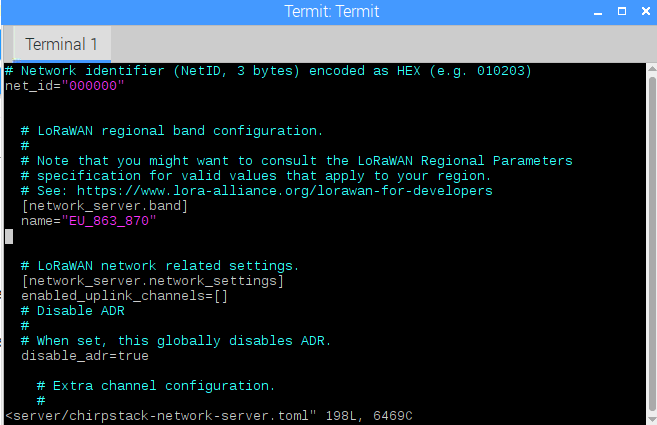 Termit: Termit
Terminal 1
# Network identifier (NetID, 3 bytes) encoded as HEX (e.g. 010203)
net_id="000000"
# LoRaWAN regional band configuration.
#
# Note that you might want to consult the LoRaWAN Regional Parameters
# specification for valid values that apply to your region.
# See: https://www.lora-alliance.org/lorawan-for-developers
[network_server.band]
name="EU_863_870"
# LoRaWAN network related settings.
[network_server.network_settings]
enabled_uplink_channels=[]
# Disable ADR
#
# When set, this globally disables ADR.
disable_adr=true
# Extra channel configuration.
#
<server/chirpstack-network-server.toml" 198L, 6469C